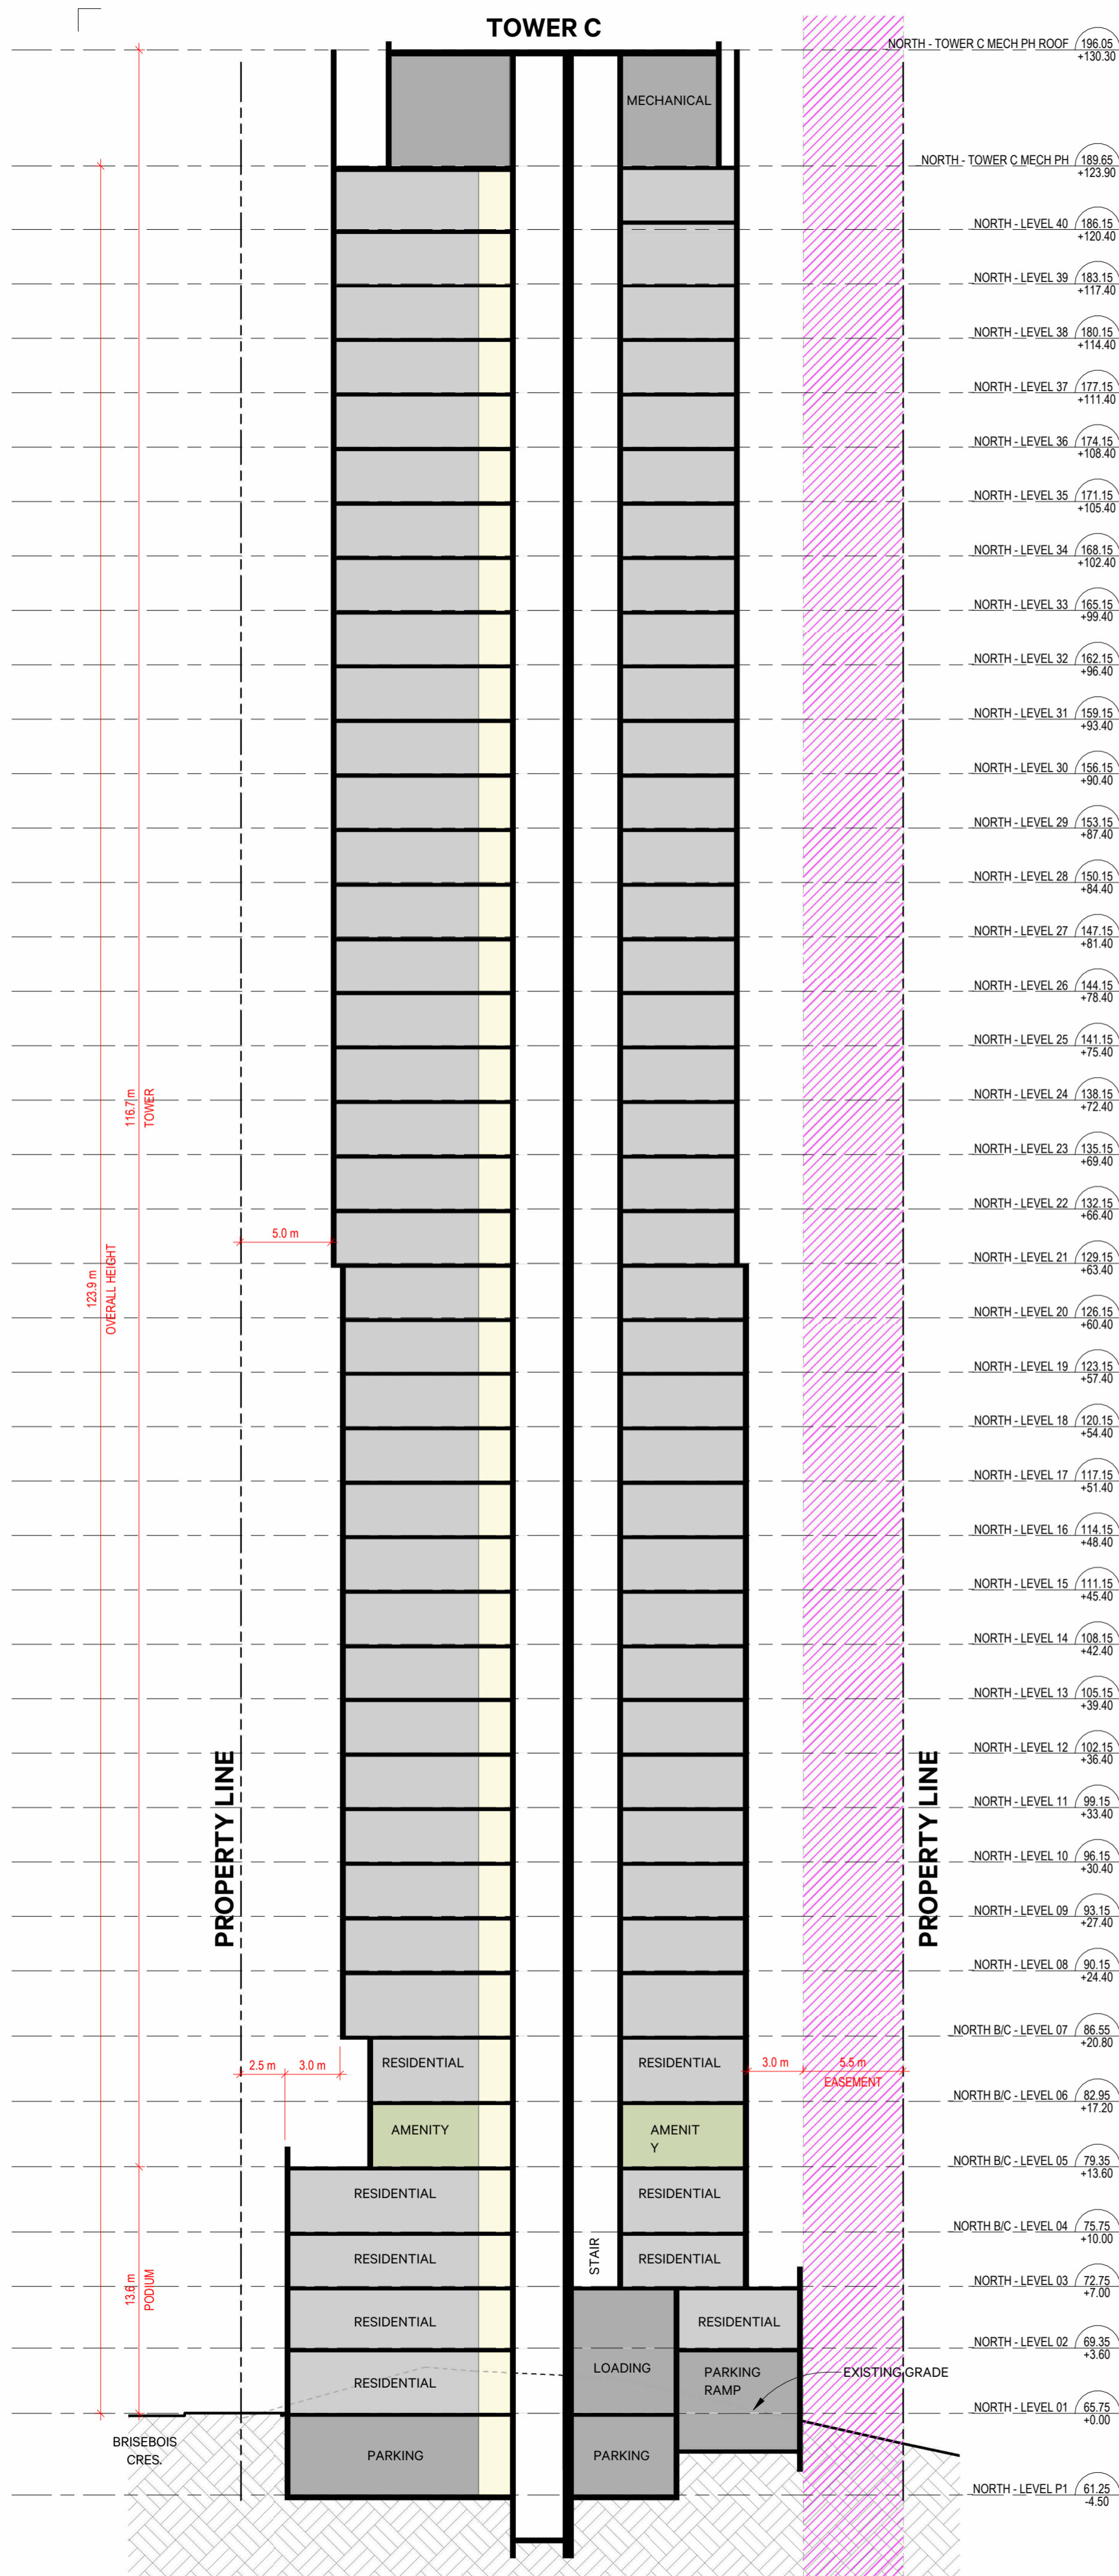 TOWER C
NORTH - TOWER C MECH PH ROOF 196.05
+130.30
MECHANICAL
NORTH - TOWER C MECH PH 189.65
+123.90
NORTH - LEVEL 40 186.15
+120.40
NORTH - LEVEL 39 183.15
+117.40
NORTH - LEVEL 38 180.15
+114.40
NORTH - LEVEL 37 177.15
+111.40
NORTH - LEVEL 36 174.15
+108.40
NORTH - LEVEL 35 171.15
+105.40
NORTH - LEVEL 34 168.15
+102.40
NORTH - LEVEL 33 165.15
+99.40
NORTH - LEVEL 32 162.15
+96.40
NORTH - LEVEL 31 159.15
+93.40
NORTH - LEVEL 30 156.15
+90.40
NORTH - LEVEL 29 153.15
+87.40
NORTH - LEVEL 28 150.15
+84.40
NORTH - LEVEL 27 147.15
+81.40
NORTH - LEVEL 26 144.15
+78.40
NORTH - LEVEL 25 141.15
+75.40
116.7 m
TOWER
NORTH - LEVEL 24 138.15
+72.40
NORTH - LEVEL 23 135.15
+69.40
NORTH - LEVEL 22 132.15
+66.40
5.0 m
NORTH - LEVEL 21 129.15
+63.40
123.9 m
OVERALL HEIGHT
NORTH - LEVEL 20 126.15
+60.40
NORTH - LEVEL 19 123.15
+57.40
NORTH - LEVEL 18 120.15
+54.40
NORTH - LEVEL 17 117.15
+51.40
NORTH - LEVEL 16 114.15
+48.40
NORTH - LEVEL 15 111.15
+45.40
NORTH - LEVEL 14 108.15
+42.40
NORTH - LEVEL 13 105.15
+39.40
NORTH - LEVEL 12 102.15
+36.40
PROPERTY LINE
PROPERTY LINE
NORTH - LEVEL 11 99.15
+33.40
NORTH - LEVEL 10 96.15
+30.40
NORTH - LEVEL 09 93.15
+27.40
NORTH - LEVEL 08 90.15
+24.40
NORTH B/C - LEVEL 07 86.55
+20.80
2.5 m
3.0 m
RESIDENTIAL
RESIDENTIAL
3.0 m
5.5 m
EASEMENT
NORTH B/C - LEVEL 06 82.95
+17.20
AMENITY
AMENIT
Y
NORTH B/C - LEVEL 05 79.35
+13.60
RESIDENTIAL
RESIDENTIAL
NORTH B/C - LEVEL 04 75.75
+10.00
13.6 m
PODIUM
RESIDENTIAL
STAIR
RESIDENTIAL
NORTH - LEVEL 03 72.75
+7.00
RESIDENTIAL
RESIDENTIAL
NORTH - LEVEL 02 69.35
+3.60
RESIDENTIAL
LOADING
PARKING
RAMP
EXISTING GRADE
NORTH - LEVEL 01 65.75
+0.00
BRISEBOIS
CRES.
PARKING
PARKING
NORTH - LEVEL P1 61.25
-4.50